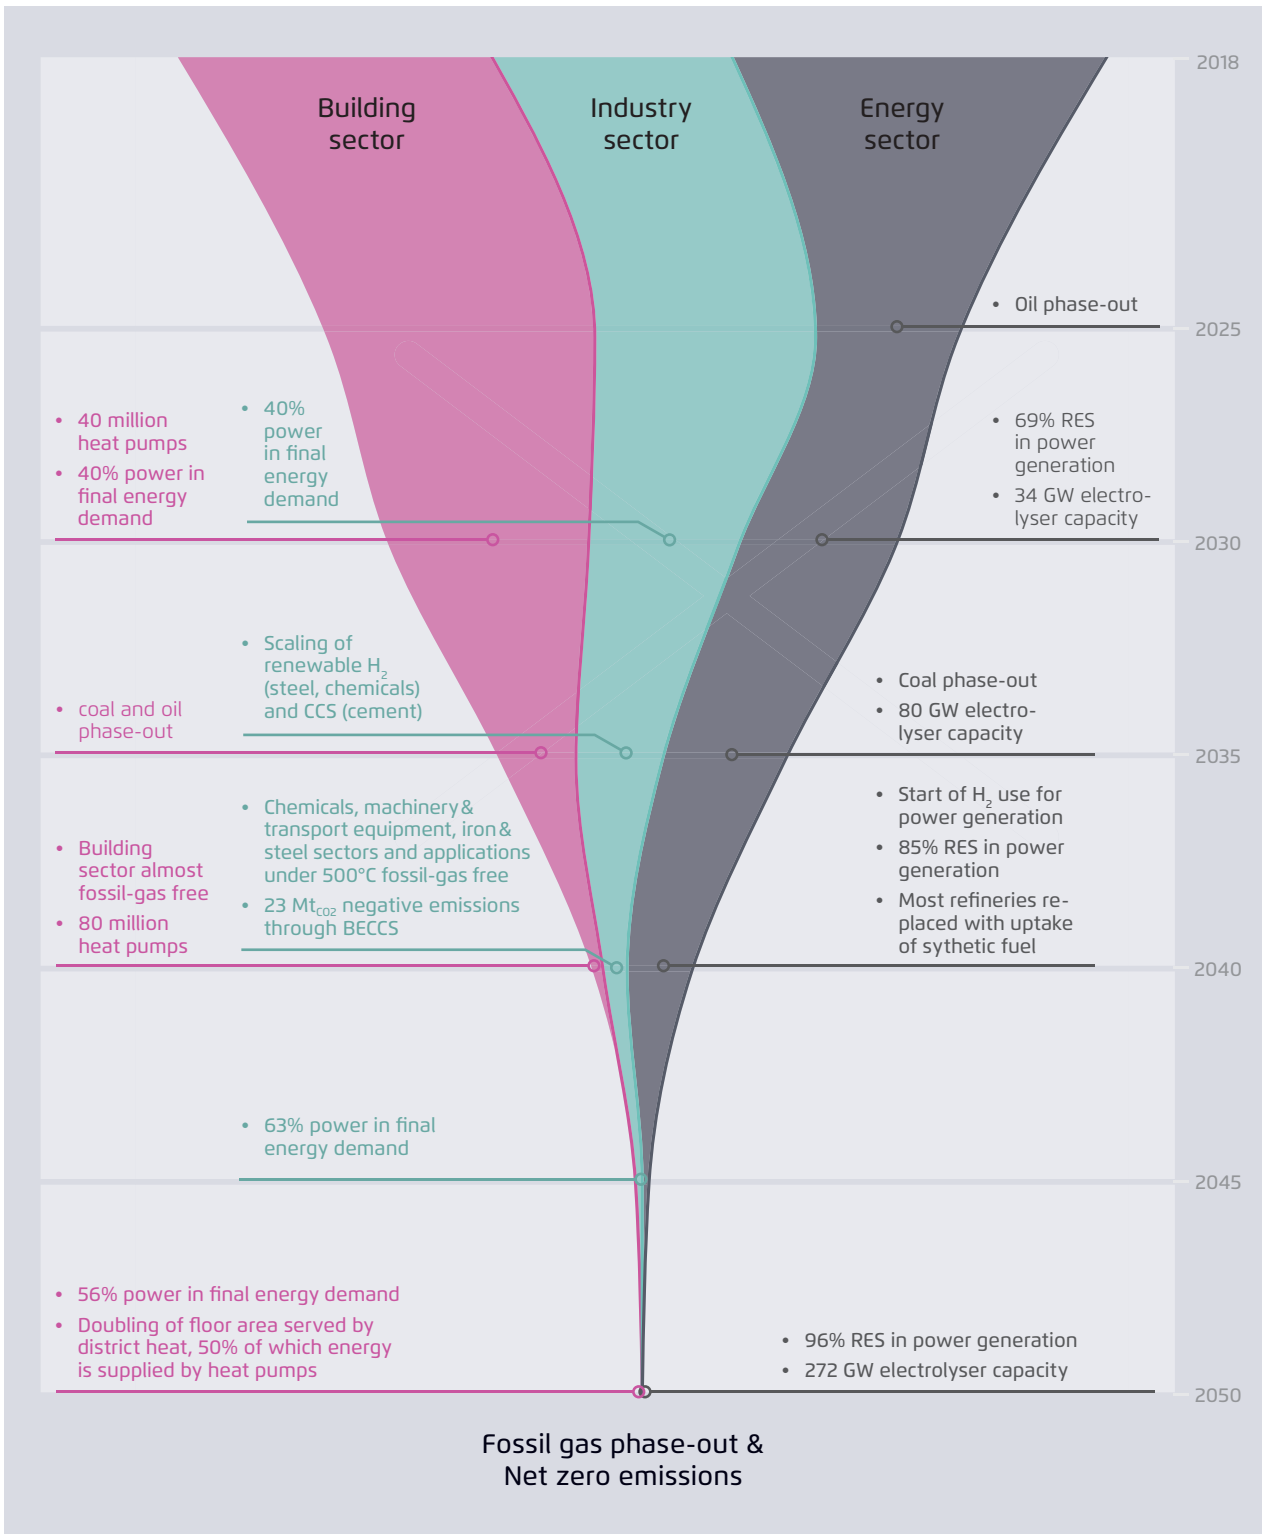 2018
Building
sector
Industry
sector
Energy
sector
• Oil phase-out
2025
• 40 million
heat pumps
• 40% power in
final energy
demand
• 40%
power
in final
energy
demand
• 69% RES
in power
generation
• 34 GW electro-
lyser capacity
2030
• coal and oil
phase-out
• Scaling of
renewable H₂
(steel, chemicals)
and CCS (cement)
• Coal phase-out
• 80 GW electro-
lyser capacity
2035
• Building
sector almost
fossil-gas free
• 80 million
heat pumps
• Chemicals, machinery &
transport equipment, iron &
steel sectors and applications
under 500°C fossil-gas free
• 23 MtCO2 negative emissions
through BECCS
• Start of H₂ use for
power generation
• 85% RES in power
generation
• Most refineries re-
placed with uptake
of sythetic fuel
2040
• 63% power in final
energy demand
2045
• 56% power in final energy demand
• Doubling of floor area served by
district heat, 50% of which energy
is supplied by heat pumps
• 96% RES in power generation
• 272 GW electrolyser capacity
2050
Fossil gas phase-out &
Net zero emissions